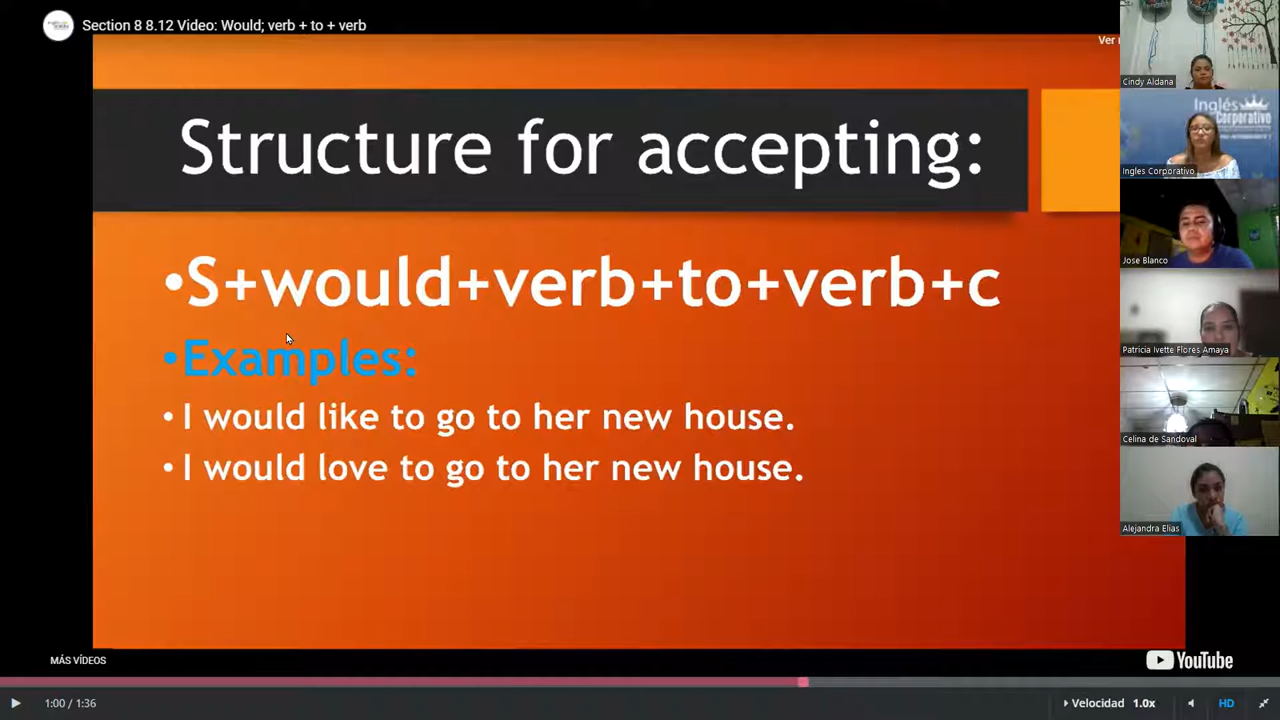 Section 8 8.12 Video: Would; verb + to + verb
Ver
Structure for accepting:
•S+would+verb+to+verb+c
•Examples:
• I would like to go to her new house.
• I would love to go to her new house.
Cindy Aldana
Inglés
Corporativo
Ingles Corporativo
Jose Blanco
Patricia Ivette Flores Amaya
Celina de Sandoval
Alejandra Elias
MÁS VÍDEOS
YouTube
1:00 / 1:36
Velocidad 1.0x
HD